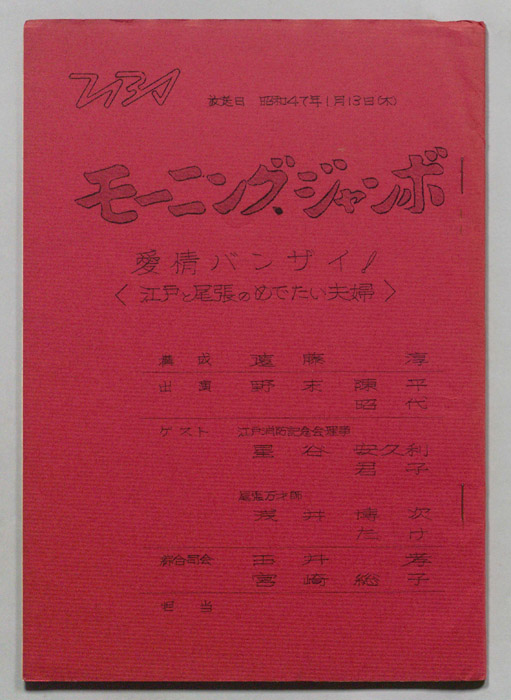 TBS
放送日 昭和47年1月13日(木)
モーニング・ジャンボ
愛情バンザイ!
〈江戸と尾張のめでたい夫婦〉
構成 遠藤 淳
出演 野末陳平
昭代
ゲスト 江戸消防記念会理事
星谷安久利
君子
尾張万才師
浅井博次
たけ
総合司会 玉井 孝
宮崎総子
担当